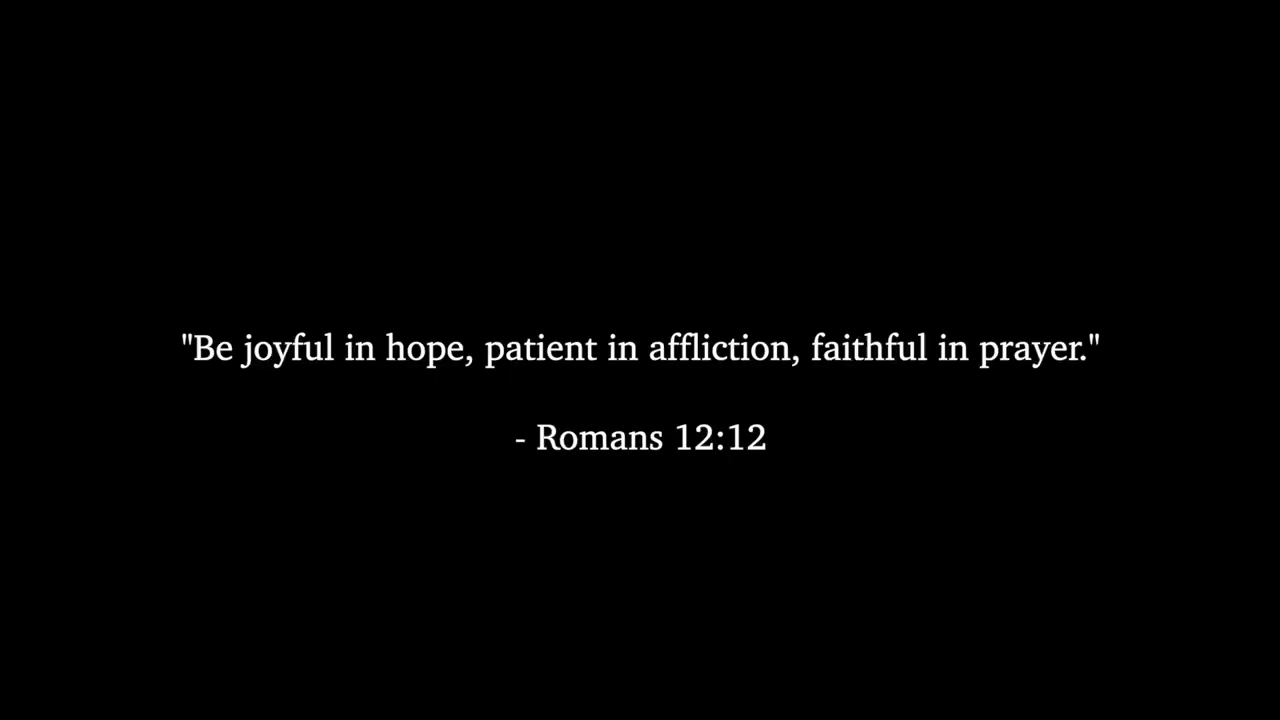 "Be joyful in hope, patient in affliction, faithful in prayer."
- Romans 12:12